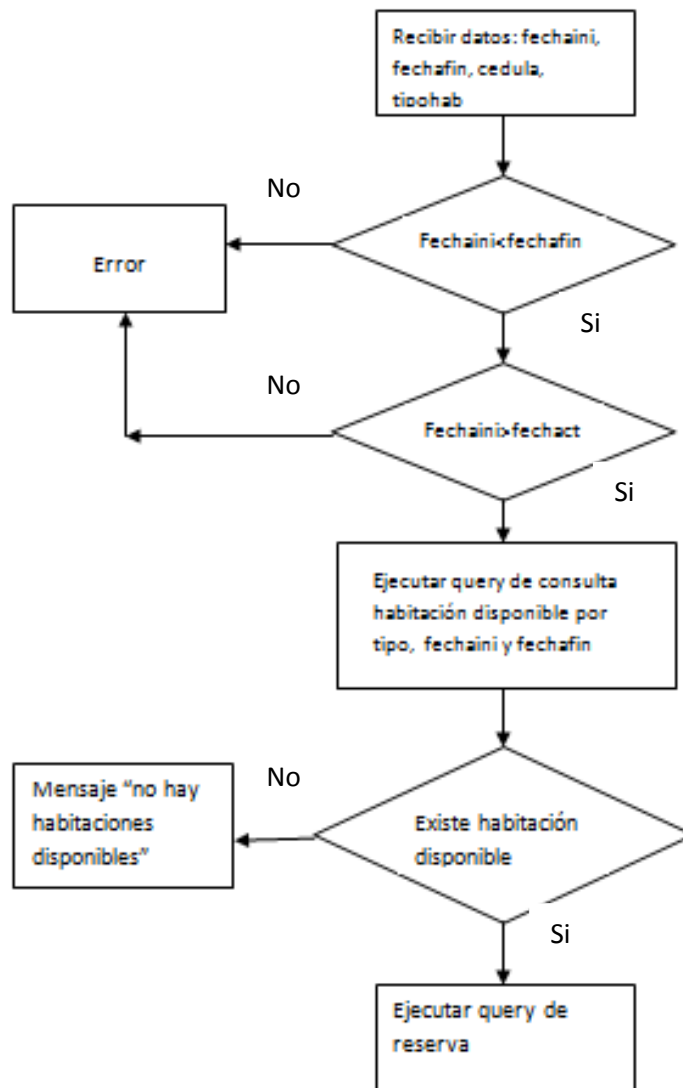 Recibir datos: fechaini,
fechafin, cedula,
tipohab
No
Fechaini<fechafin
Error
Si
No
Fechaini>fechact
Si
Ejecutar query de consulta
habitación disponible por
tipo, fechaini y fechafin
No
Mensaje “no hay
habitaciones
disponibles”
Existe habitación
disponible
Si
Ejecutar query de
reserva